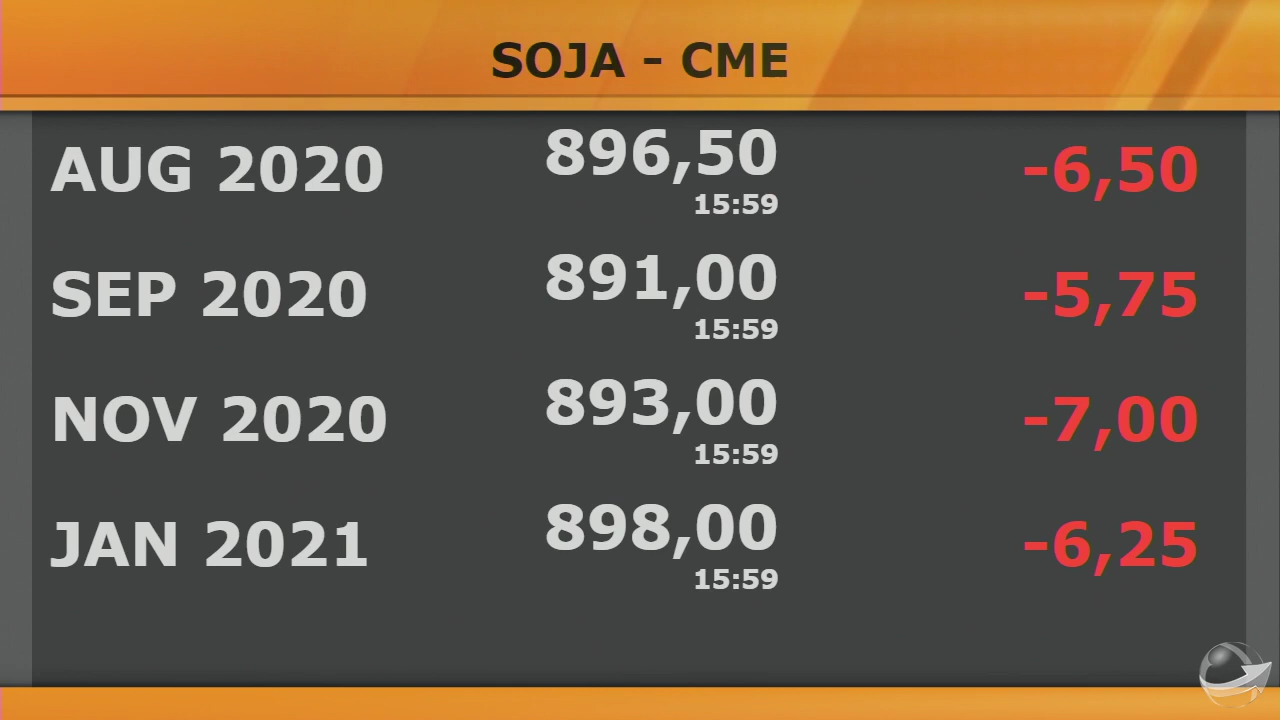 SOJA - CME
AUG 2020 896,50 -6,50
15:59
SEP 2020 891,00 -5,75
15:59
NOV 2020 893,00 -7,00
15:59
JAN 2021 898,00 -6,25
15:59